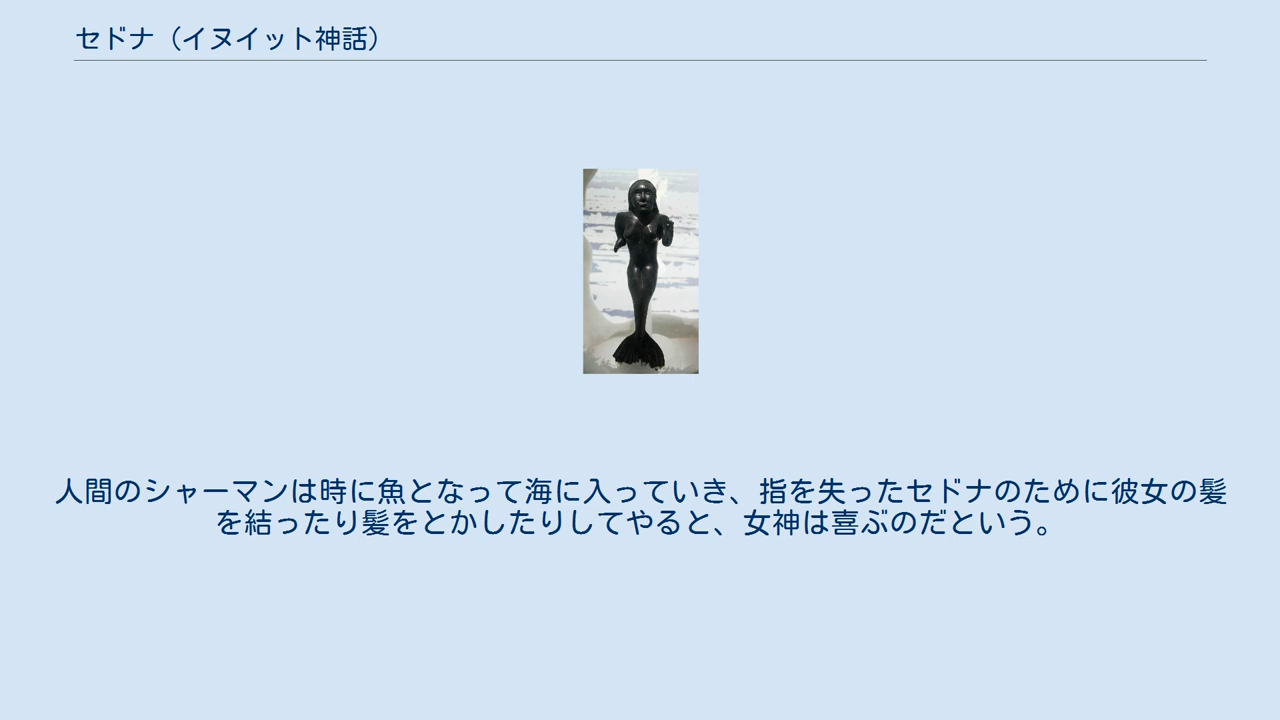 セドナ（イヌイット神話）
人間のシャーマンは時に魚となって海に入っていき、指を失ったセドナのために彼女の髪
を結ったり髪をとかしたりしてやると、女神は喜ぶのだという。